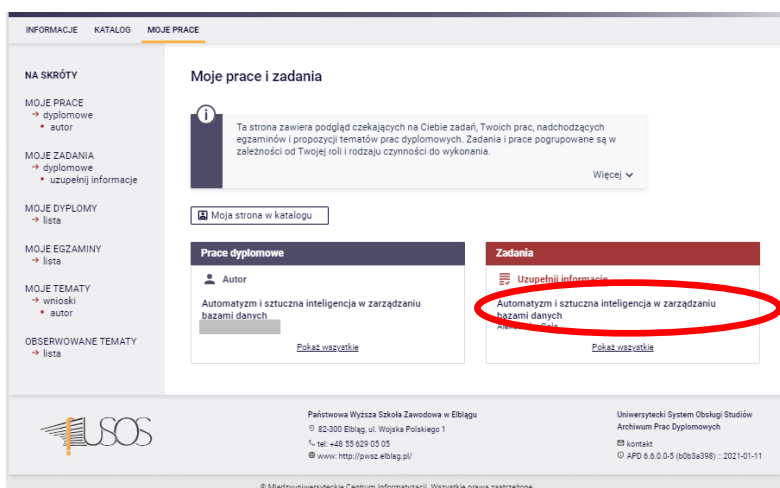 INFORMACJE KATALOG MOJE PRACE
NA SKRÓTY
MOJE PRACE
→ dyplomowe
• autor
MOJE ZADANIA
→ dyplomowe
• uzupełnij informacje
MOJE DYPLOMY
→ lista
MOJE EGZAMINY
→ lista
MOJE TEMATY
→ wnioski
• autor
OBSERWOWANE TEMATY
→ lista
Moje prace i zadania
Ta strona zawiera podgląd czekających na Ciebie zadań, Twoich prac, nadchodzących
egzaminów i propozycji tematów prac dyplomowych. Zadania i prace pogrupowane są w
zależności od Twojej roli i rodzaju czynności do wykonania.
Więcej
Moja strona w katalogu
Prace dyplomowe
Autor
Automatyzm i sztuczna inteligencja w zarządzaniu
bazami danych
Pokaż wszystkie
Zadania
Uzupełnij informacje
Automatyzm i sztuczna inteligencja w zarządzaniu
bazami danych
Pokaż wszystkie
USOS
Państwowa Wyższa Szkoła Zawodowa w Elblągu
82-300 Elbląg, ul. Wojska Polskiego 1
tel: +48 55 629 05 05
www: http://pwsz.elblag.pl/
Uniwersytecki System Obsługi Studiów
Archiwum Prac Dyplomowych
kontakt
APD 6.6.0.0-5 (b0b3a398) :: 2021-01-11
© Międzyuniwersyteckie Centrum Informatyzacji. Wszystkie prawa zastrzeżone